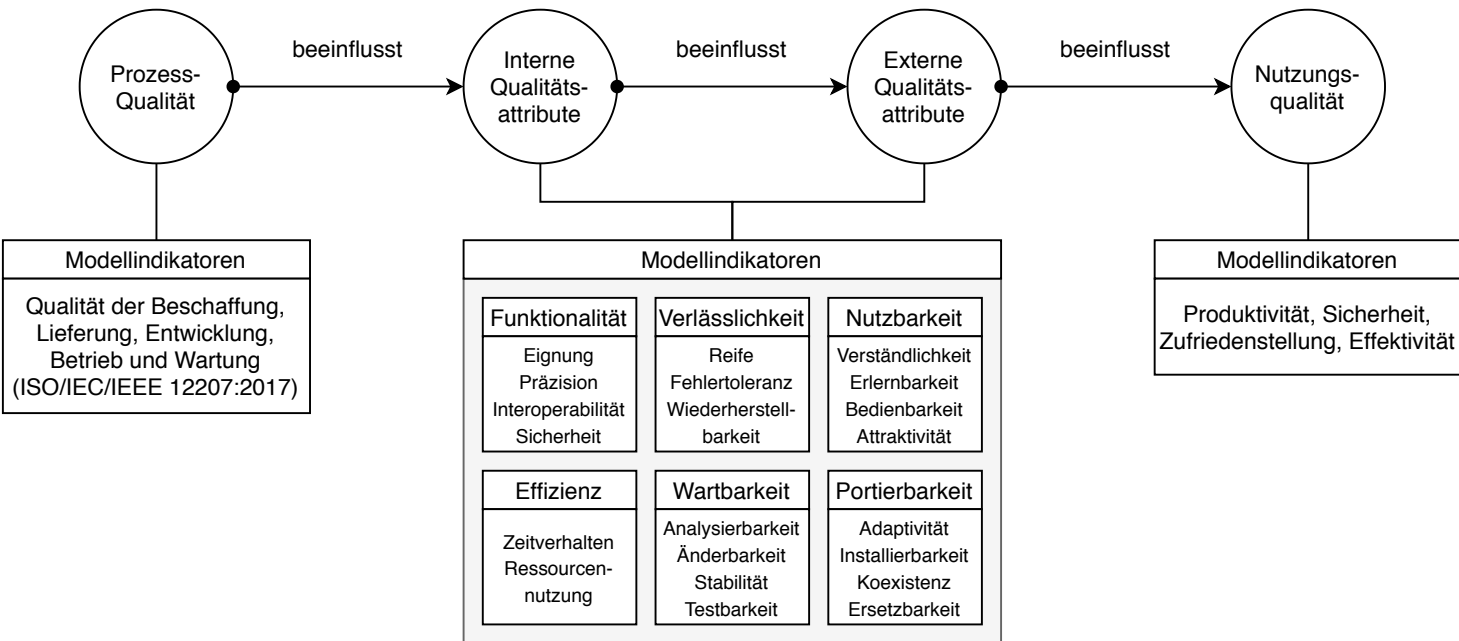 Prozess-
Qualität
beeinflusst
Interne
Qualitäts-
attribute
beeinflusst
Externe
Qualitäts-
attribute
beeinflusst
Nutzungs-
qualität
Modellindikatoren
Qualität der Beschaffung,
Lieferung, Entwicklung,
Betrieb und Wartung
(ISO/IEC/IEEE 12207:2017)
Modellindikatoren
Funktionalität
Eignung
Präzision
Interoperabilität
Sicherheit
Verlässlichkeit
Reife
Fehlertoleranz
Wiederherstell-
barkeit
Nutzbarkeit
Verständlichkeit
Erlernbarkeit
Bedienbarkeit
Attraktivität
Effizienz
Zeitverhalten
Ressourcen-
nutzung
Wartbarkeit
Analysierbarkeit
Änderbarkeit
Stabilität
Testbarkeit
Portierbarkeit
Adaptivität
Installierbarkeit
Koexistenz
Ersetzbarkeit
Modellindikatoren
Produktivität, Sicherheit,
Zufriedenstellung, Effektivität